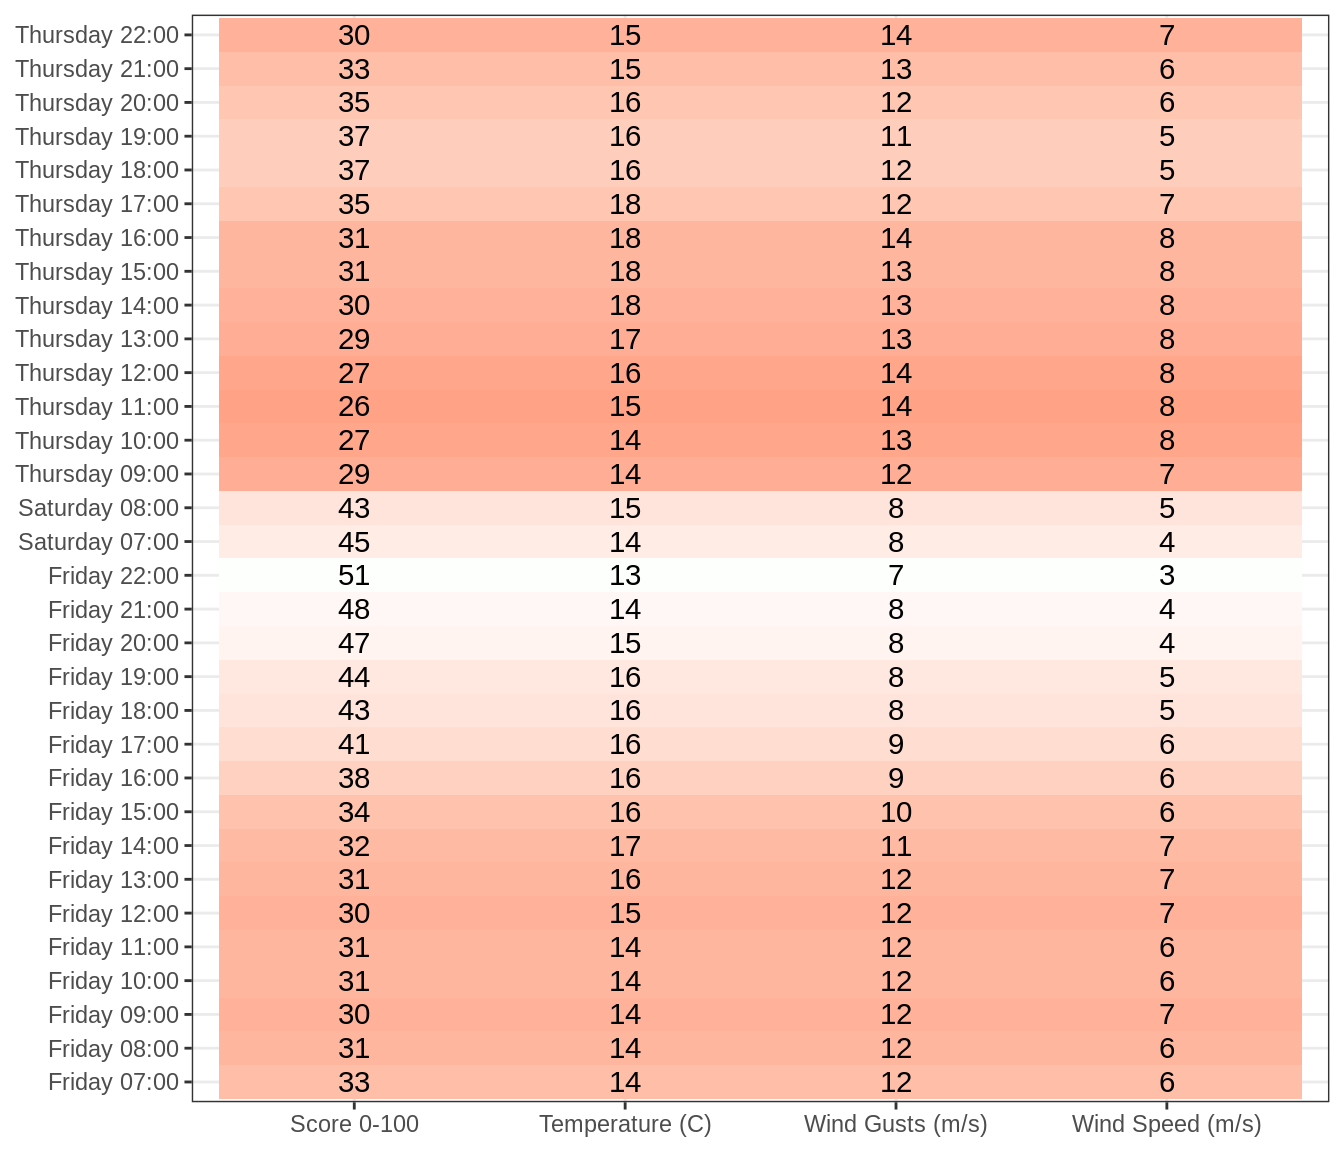 Thursday 22:00 30 15 14 7
Thursday 21:00 33 15 13 6
Thursday 20:00 35 16 12 6
Thursday 19:00 37 16 11 5
Thursday 18:00 37 16 12 5
Thursday 17:00 35 18 12 7
Thursday 16:00 31 18 14 8
Thursday 15:00 31 18 13 8
Thursday 14:00 30 18 13 8
Thursday 13:00 29 17 13 8
Thursday 12:00 27 16 14 8
Thursday 11:00 26 15 14 8
Thursday 10:00 27 14 13 8
Thursday 09:00 29 14 12 7
Saturday 08:00 43 15 8 5
Saturday 07:00 45 14 8 4
Friday 22:00 51 13 7 3
Friday 21:00 48 14 8 4
Friday 20:00 47 15 8 4
Friday 19:00 44 16 8 5
Friday 18:00 43 16 8 5
Friday 17:00 41 16 9 6
Friday 16:00 38 16 9 6
Friday 15:00 34 16 10 6
Friday 14:00 32 17 11 7
Friday 13:00 31 16 12 7
Friday 12:00 30 15 12 7
Friday 11:00 31 14 12 6
Friday 10:00 31 14 12 6
Friday 09:00 30 14 12 7
Friday 08:00 31 14 12 6
Friday 07:00 33 14 12 6
Score 0-100 Temperature (C) Wind Gusts (m/s) Wind Speed (m/s)